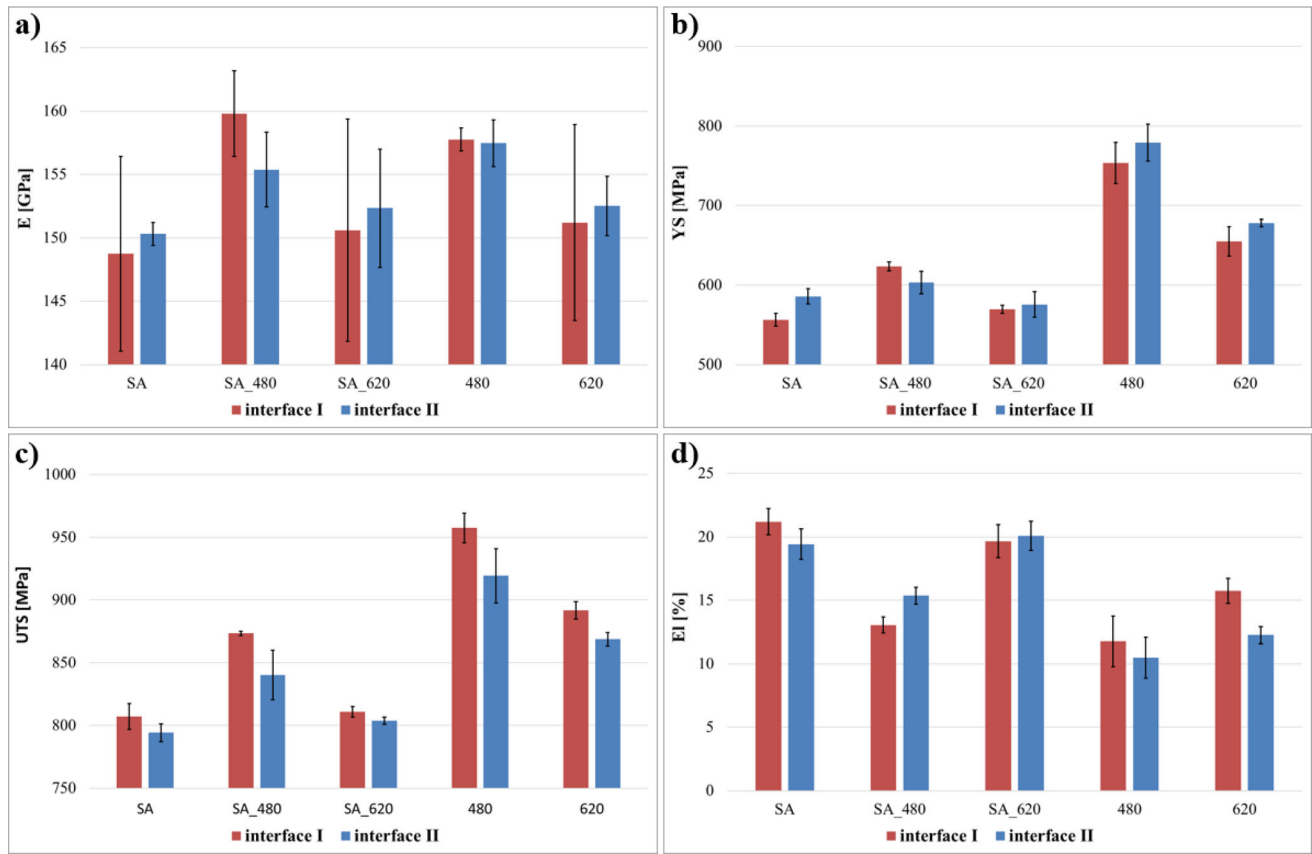 a)
E [GPa]
165
160
155
150
145
140
SA SA_480 SA_620 480 620
interface I interface II
b)
YS [MPa]
900
800
700
600
500
SA SA_480 SA_620 480 620
interface I interface II
c)
UTS [MPa]
1000
950
900
850
800
750
SA SA_480 SA_620 480 620
interface I interface II
d)
El [%]
25
20
15
10
5
0
SA SA_480 SA_620 480 620
interface I interface II